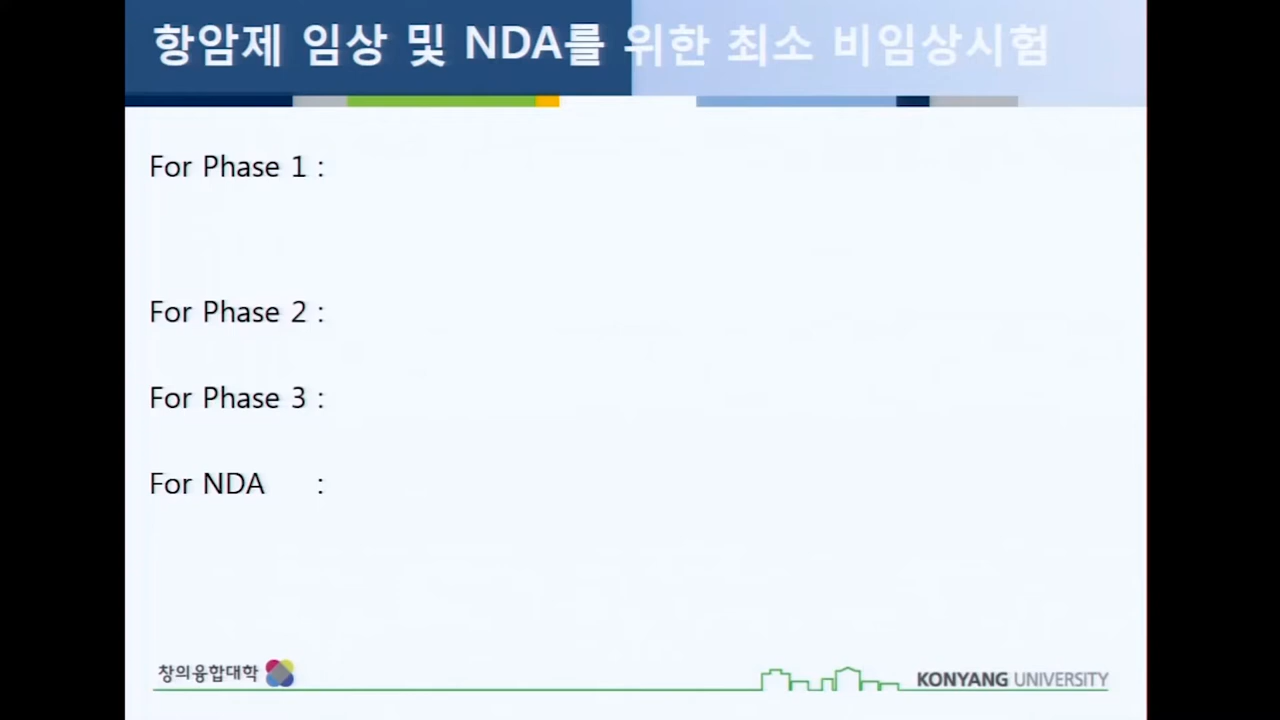 항암제 임상 및 NDA를 위한 최소 비임상시험
For Phase 1 :
For Phase 2 :
For Phase 3 :
For NDA :
창의융합대학
KONYANG UNIVERSITY